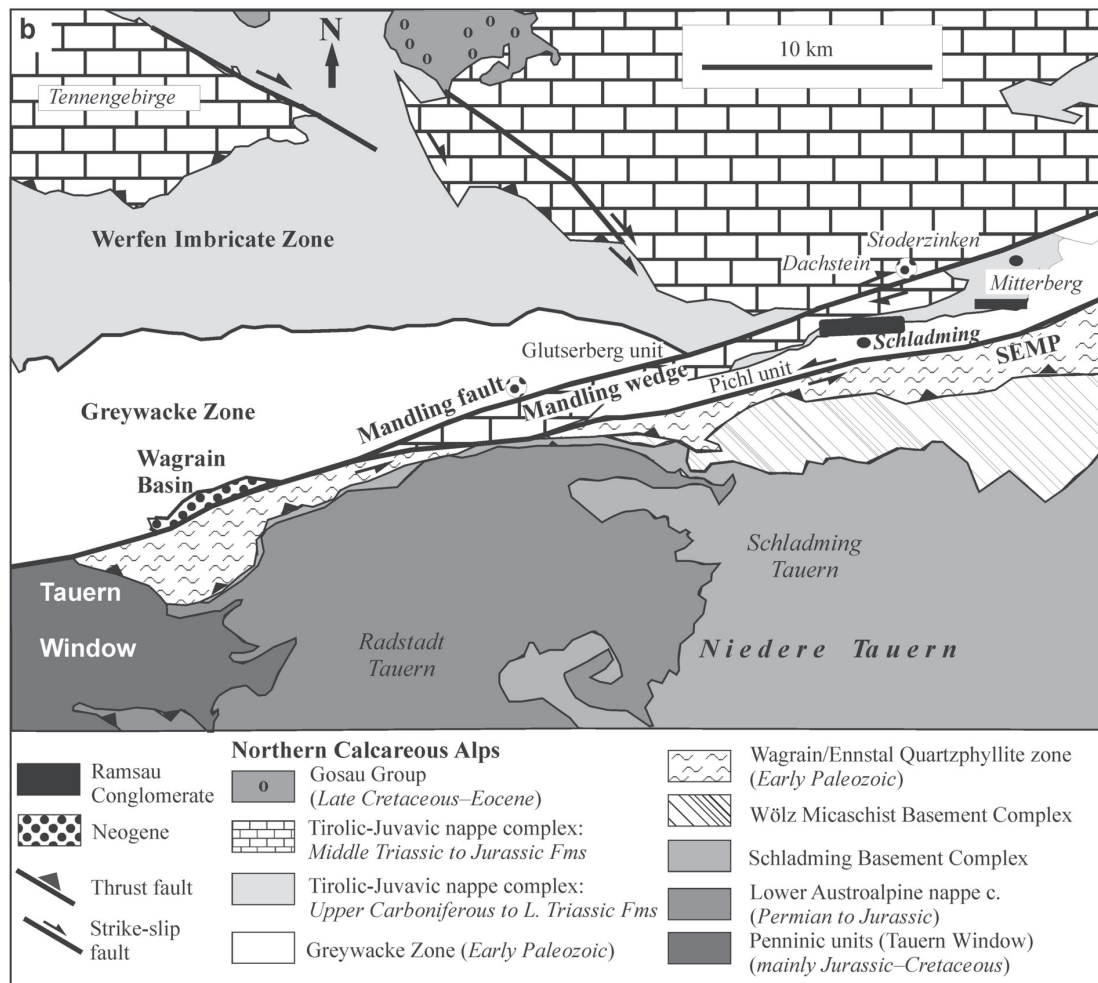 b
N
10 km
Tennengebirge
Werfen Imbricate Zone
Stoderzinken
Dachstein
Mitterberg
Glutserberg unit
Schladming
SEMP
Pichl unit
Mandling wedge
Mandling fault
Greywacke Zone
Wagrain
Basin
Schladming
Tauern
Tauern
Window
Radstadt
Tauern
Niedere Tauern
Ramsau
Conglomerate
Neogene
Thrust fault
Strike-slip
fault
Northern Calcareous Alps
o
Gosau Group
(Late Cretaceous–Eocene)
Tirolic-Juvavic nappe complex:
Middle Triassic to Jurassic Fms
Tirolic-Juvavic nappe complex:
Upper Carboniferous to L. Triassic Fms
Greywacke Zone (Early Paleozoic)
Wagrain/Ennstal Quartzphyllite zone
(Early Paleozoic)
Wölz Micaschist Basement Complex
Schladming Basement Complex
Lower Austroalpine nappe c.
(Permian to Jurassic)
Penninic units (Tauern Window)
(mainly Jurassic–Cretaceous)